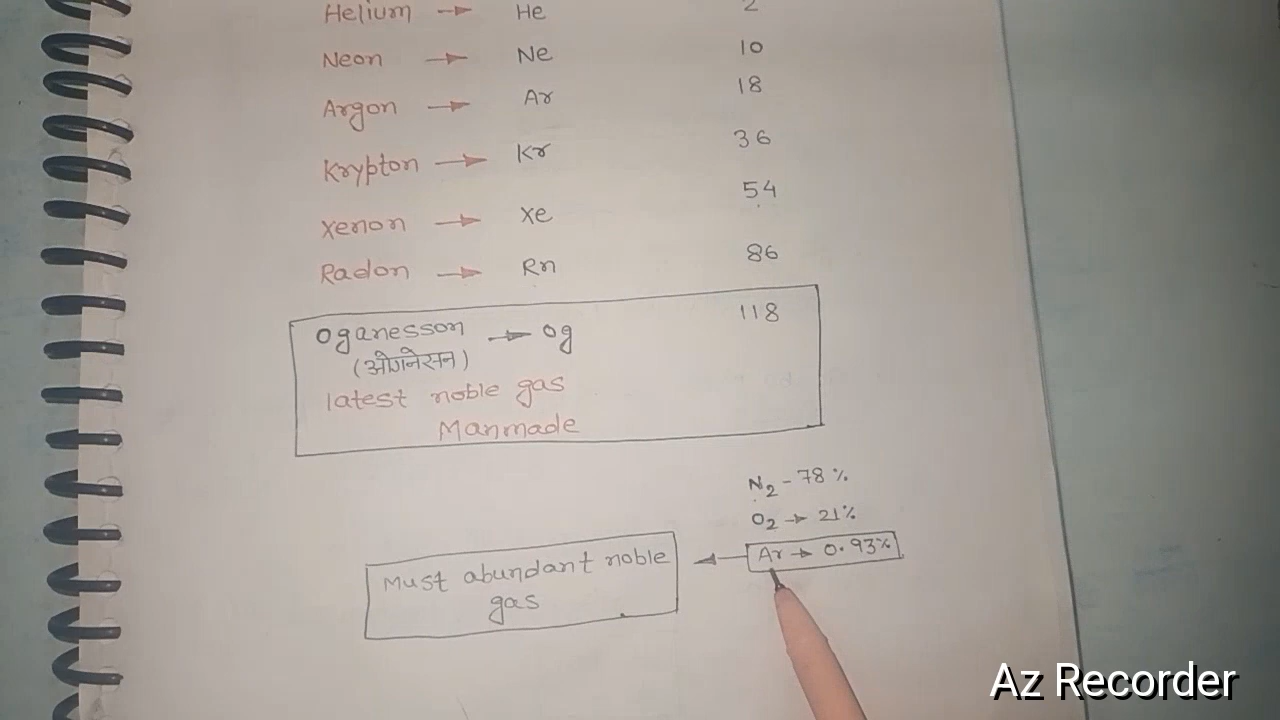 Helium → He 2
Neon → Ne 10
Argon → Ar 18
Krypton → Kr 36
Xenon → Xe 54
Radon → Rn 86
Oganesson → Og 118
(ओगनेसन)
latest noble gas
Manmade
N2 - 78 %
O2 → 21%
Ar → 0.93%
Must abundant noble
gas
Az Recorder